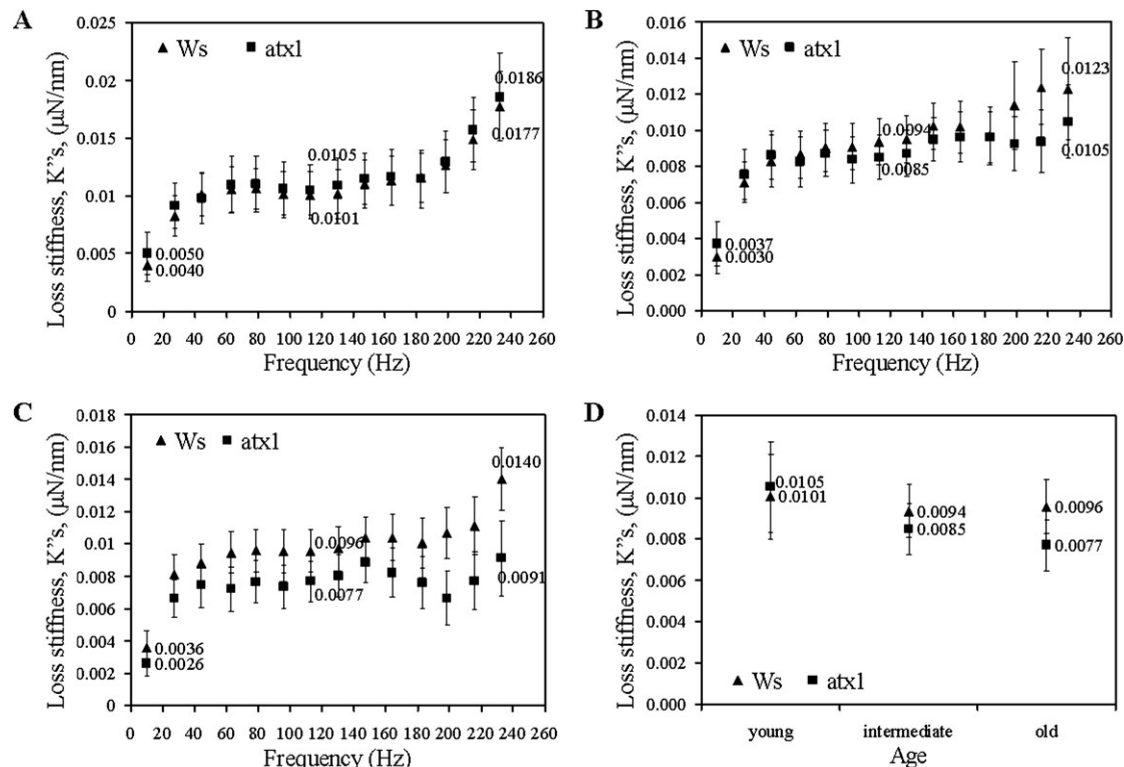 A
Loss stiffness, K"s, (µN/nm)
0.025
0.02
0.015
0.01
0.005
0
Ws atx1
0.0186
0.0177
0.0105
0.0101
0.0050
0.0040
0 20 40 60 80 100 120 140 160 180 200 220 240 260
Frequency (Hz)
B
Loss stiffness, K"s, (µN/nm)
0.016
0.014
0.012
0.010
0.008
0.006
0.004
0.002
0.000
Ws atx1
0.0123
0.0094
0.0105
0.0085
0.0037
0.0030
0 20 40 60 80 100 120 140 160 180 200 220 240 260
Frequency (Hz)
C
Loss stiffness, K"s, (µN/nm)
0.018
0.016
0.014
0.012
0.01
0.008
0.006
0.004
0.002
0
Ws atx1
0.0140
0.0096
0.0091
0.0077
0.0036
0.0026
0 20 40 60 80 100 120 140 160 180 200 220 240 260
Frequency (Hz)
D
Loss stiffness, K"s, (µN/nm)
0.014
0.012
0.010
0.008
0.006
0.004
0.002
0.000
0.0105
0.0101
0.0094
0.0085
0.0096
0.0077
Ws atx1
young intermediate old
Age